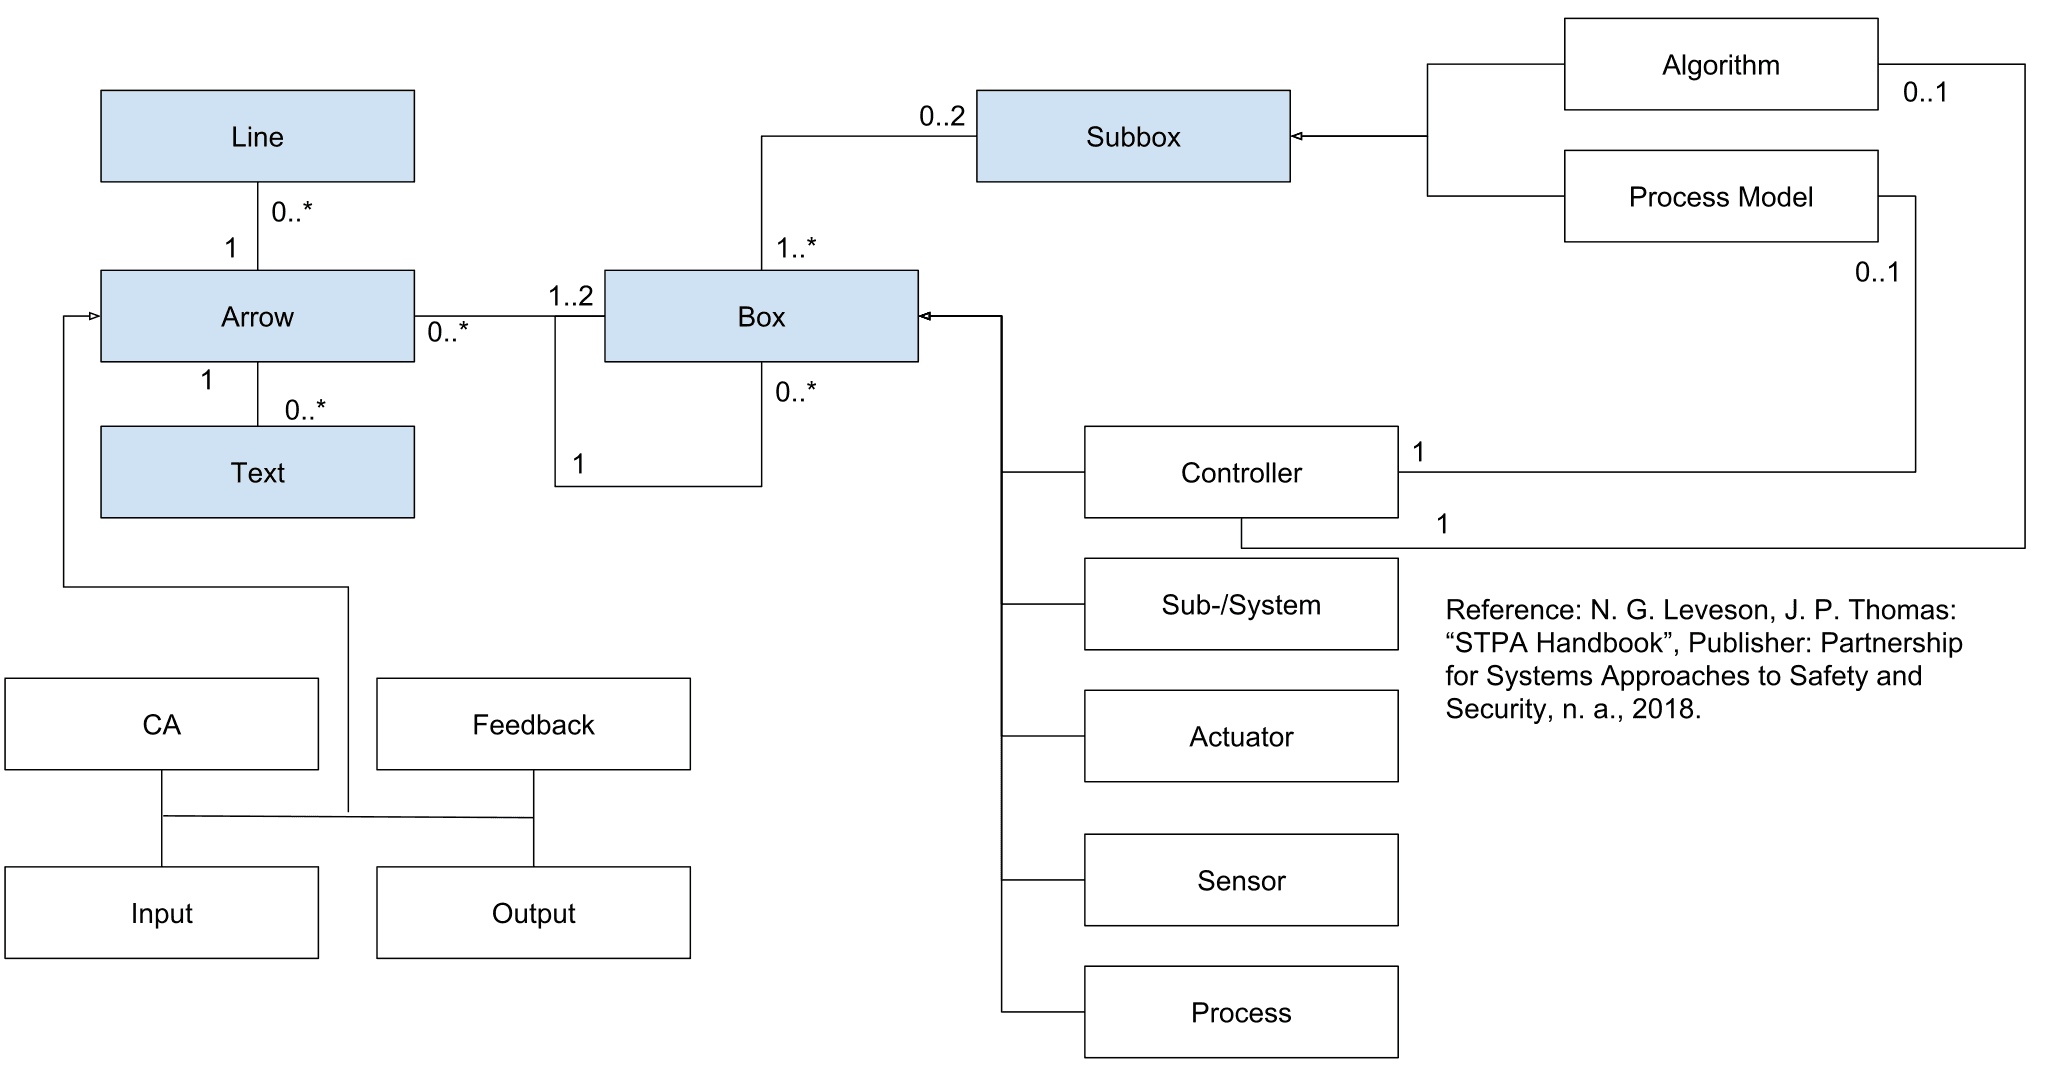 Algorithm
0..1
Line
0..2
Subbox
Process Model
0..*
1
1..*
0..1
Arrow
0..*
1..2
Box
1
0..*
0..*
Text
1
Controller
1
1
Sub-/System
Reference: N. G. Leveson, J. P. Thomas:
“STPA Handbook”, Publisher: Partnership
for Systems Approaches to Safety and
Security, n. a., 2018.
CA
Feedback
Actuator
Input
Output
Sensor
Process